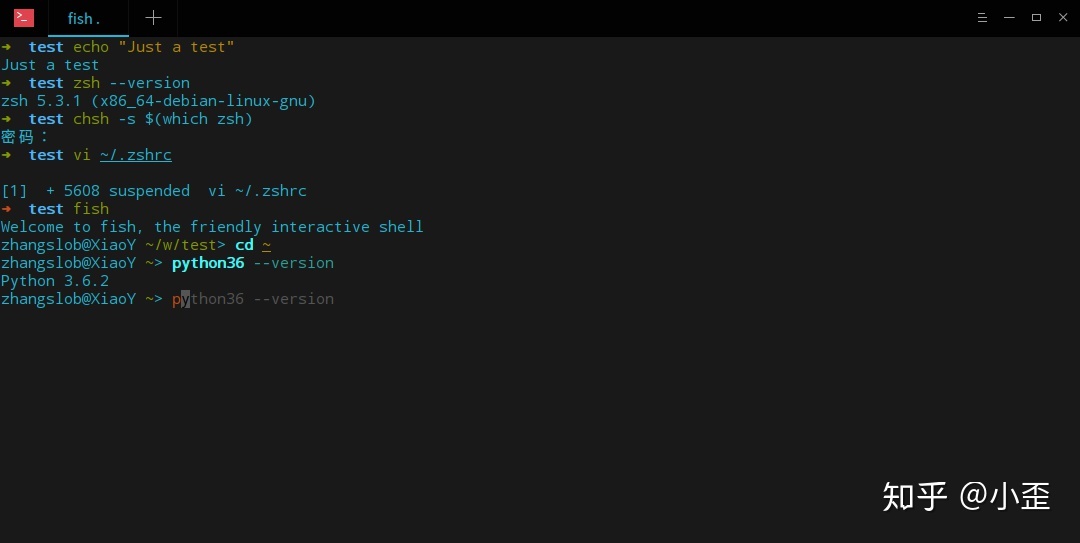 fish .
➜ test echo "Just a test"
Just a test
➜ test zsh --version
zsh 5.3.1 (x86_64-debian-linux-gnu)
➜ test chsh -s $(which zsh)
密码：
➜ test vi ~/.zshrc
[1]  + 5608 suspended  vi ~/.zshrc
➜ test fish
Welcome to fish, the friendly interactive shell
zhangslob@XiaoY ~/w/test> cd ~
zhangslob@XiaoY ~> python36 --version
Python 3.6.2
zhangslob@XiaoY ~> python36 --version
知乎 @小歪